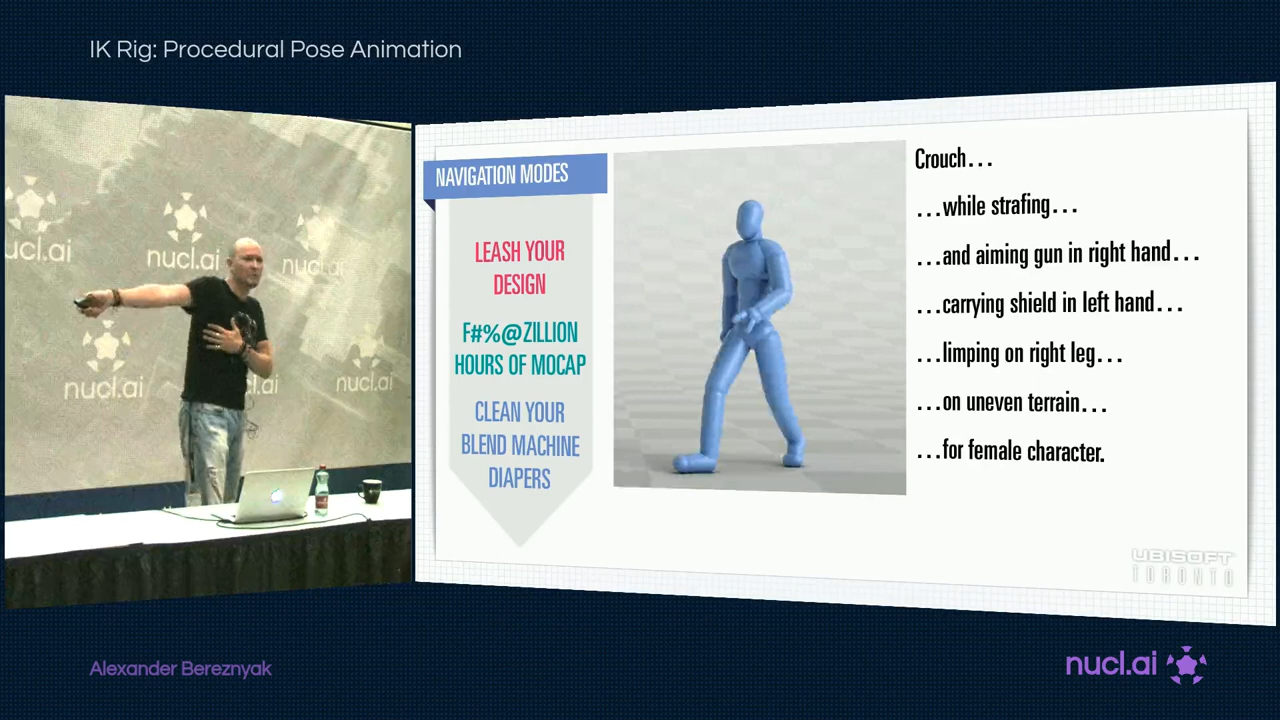 IK Rig: Procedural Pose Animation
ucl.ai
nucl.ai
nucl.ai
nucl.ai
cl.ai
nucl.ai
NAVIGATION MODES
LEASH YOUR
DESIGN
F#%@ZILLION
HOURS OF MOCAP
CLEAN YOUR
BLEND MACHINE
DIAPERS
Crouch...
...while strafing...
...and aiming gun in right hand...
...carrying shield in left hand...
...limping on right leg...
...on uneven terrain...
...for female character.
UBISOFT
TORONTO
Alexander Bereznyak
nucl.ai